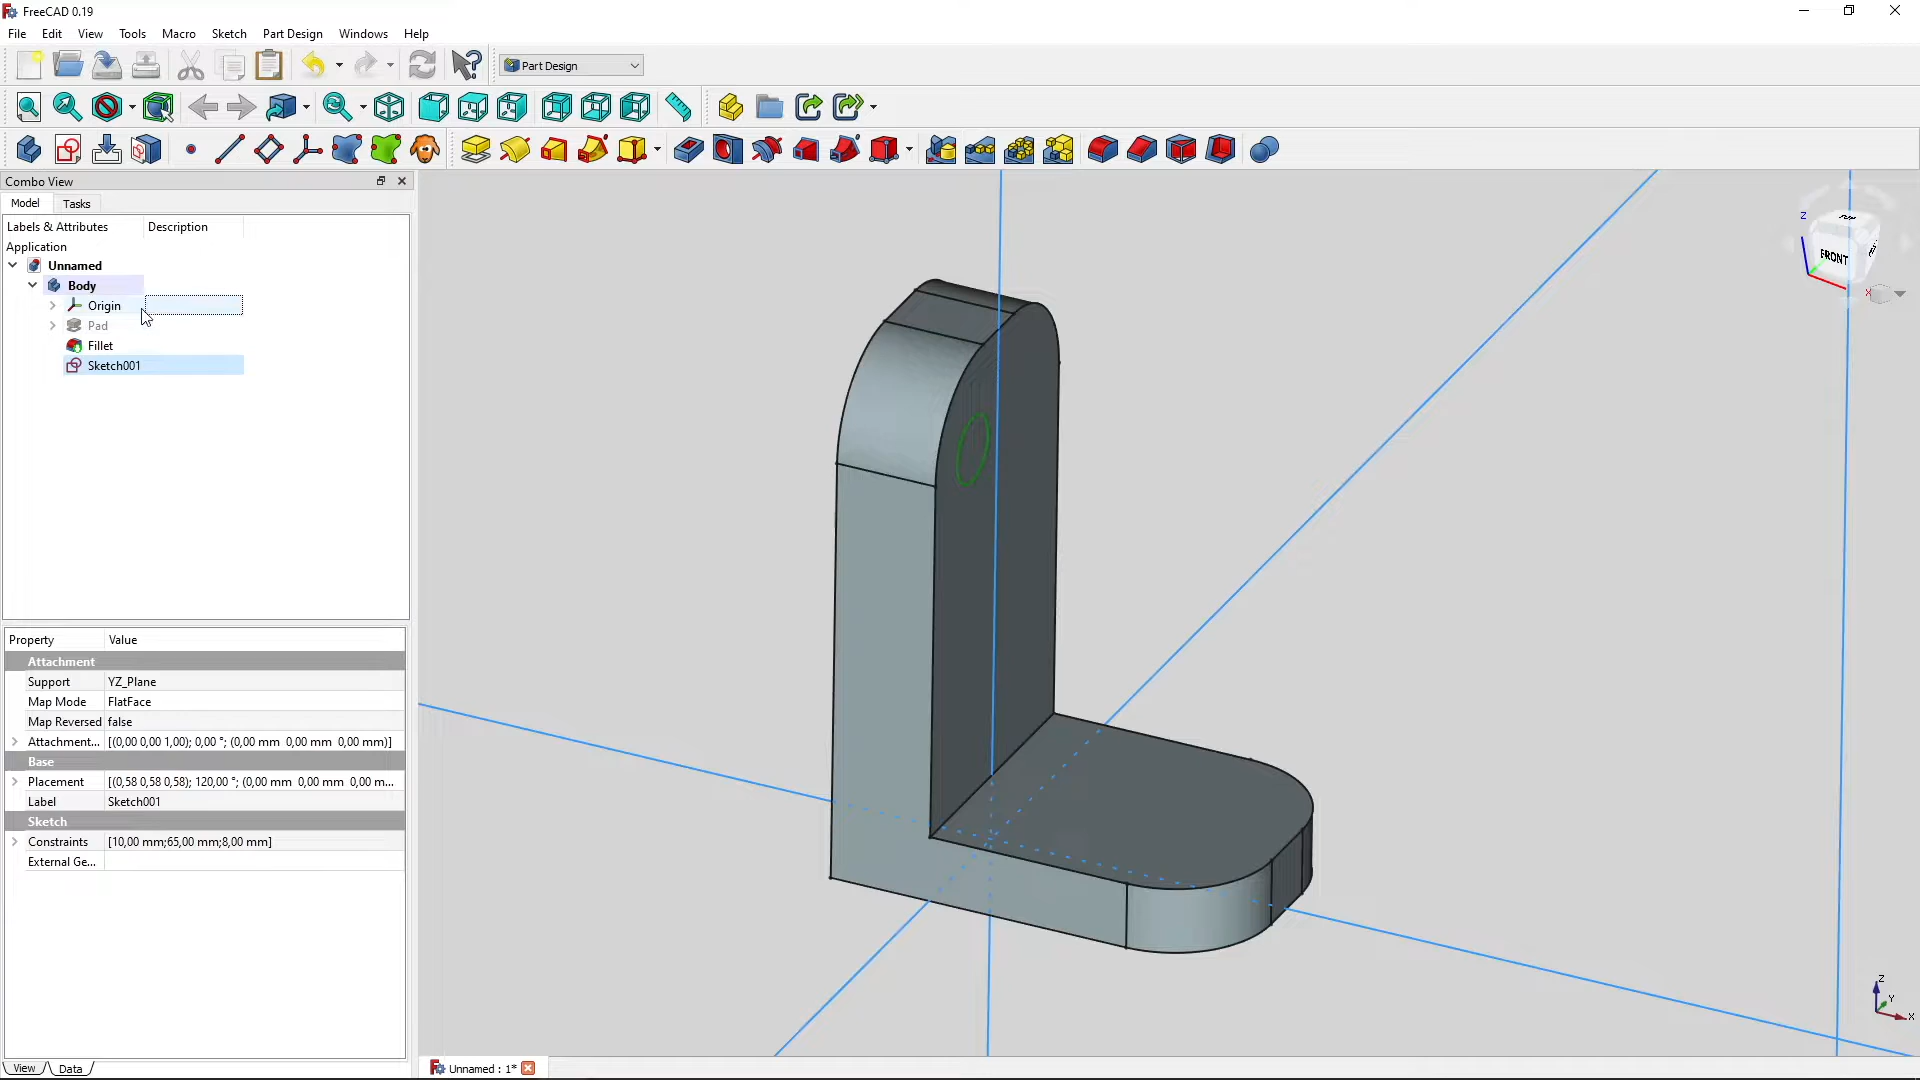 FreeCAD 0.19
File Edit View Tools Macro Sketch Part Design Windows Help
Part Design
Combo View
Model Tasks
Labels & Attributes Description
Application
Unnamed
Body
Origin
Pad
Fillet
Sketch001
Property Value
Attachment
Support YZ_Plane
Map Mode FlatFace
Map Reversed false
Attachment... [(0,00 0,00 1,00); 0,00 °; (0,00 mm 0,00 mm 0,00 mm)]
Base
Placement [(0,58 0,58 0,58); 120,00 °; (0,00 mm 0,00 mm 0,00 m...
Label Sketch001
Sketch
Constraints [10,00 mm;65,00 mm;8,00 mm]
External Ge...
View Data
Unnamed : 1*
Z
FRONT
X
Z
Y
X